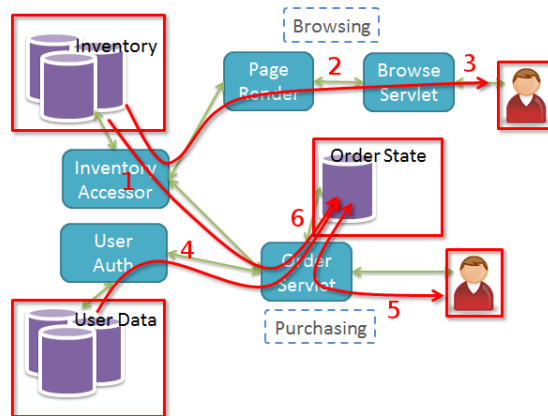 Browsing
Inventory
Page
Render
2
Browse
Servlet
3
Inventory
Accessor
1
Order State
User
Auth
4
6
Order
Servlet
5
User Data
Purchasing